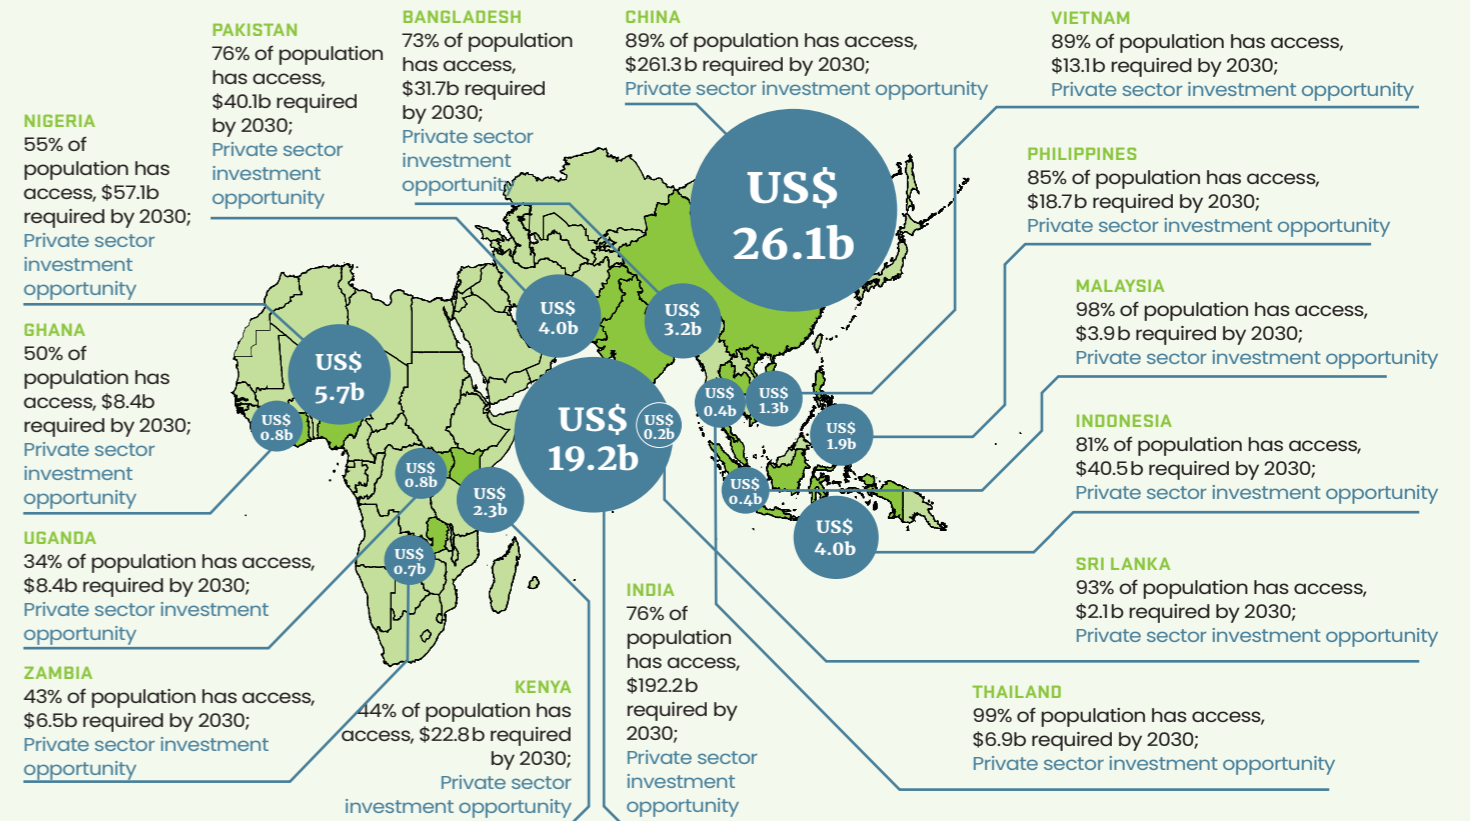 NIGERIA
55% of
population has
access, $57.1b
required by 2030;
Private sector
investment
opportunity
PAKISTAN
76% of population
has access,
$40.1b required
by 2030;
Private sector
investment
opportunity
BANGLADESH
73% of population
has access,
$31.7b required
by 2030;
Private sector
investment
opportunity
CHINA
89% of population has access,
$261.3b required by 2030;
Private sector investment opportunity
VIETNAM
89% of population has access,
$13.1b required by 2030;
Private sector investment opportunity
PHILIPPINES
85% of population has access,
$18.7b required by 2030;
Private sector investment opportunity
MALAYSIA
98% of population has access,
$3.9b required by 2030;
Private sector investment opportunity
INDONESIA
81% of population has access,
$40.5b required by 2030;
Private sector investment opportunity
SRI LANKA
93% of population has access,
$2.1b required by 2030;
Private sector investment opportunity
THAILAND
99% of population has access,
$6.9b required by 2030;
Private sector investment opportunity
GHANA
50% of
population has
access, $8.4b
required by 2030;
Private sector
investment
opportunity
UGANDA
34% of population has access,
$8.4b required by 2030;
Private sector investment
opportunity
ZAMBIA
43% of population has access,
$6.5b required by 2030;
Private sector investment
opportunity
KENYA
44% of population has
access, $22.8b required
by 2030;
Private sector
investment opportunity
INDIA
76% of
population
has access,
$192.2b
required by
2030;
Private sector
investment
opportunity
US$
26.1b
US$
4.0b
US$
3.2b
US$
5.7b
US$
0.8b
US$
19.2b
US$
0.2b
US$
0.4b
US$
1.3b
US$
1.9b
US$
0.8b
US$
2.3b
US$
0.4b
US$
4.0b
US$
0.7b